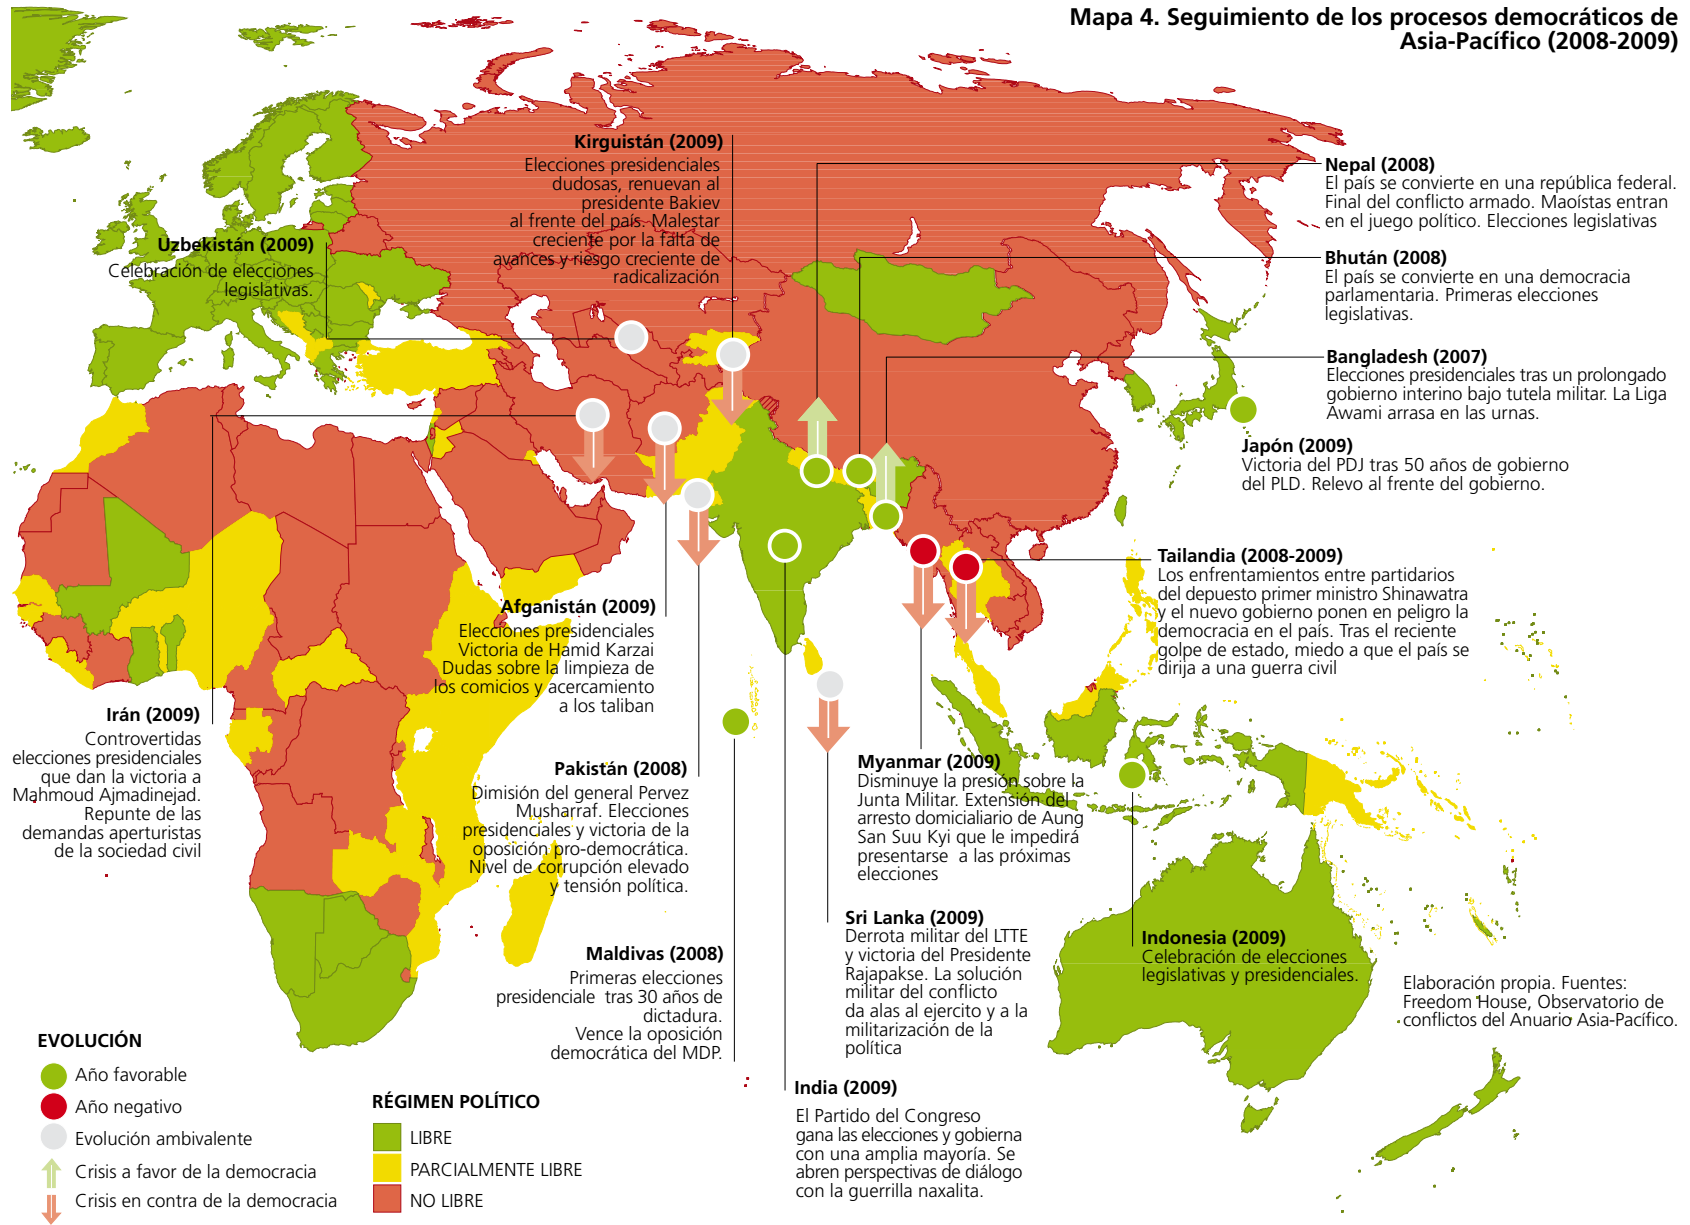 Mapa 4. Seguimiento de los procesos democráticos de
Asia-Pacífico (2008-2009)
Kirguistán (2009)
Elecciones presidenciales
dudosas, renuevan al
presidente Bakiev
al frente del país. Malestar
creciente por la falta de
avances y riesgo creciente de
radicalización
Uzbekistán (2009)
Celebración de elecciones
legislativas.
Nepal (2008)
El país se convierte en una república federal.
Final del conflicto armado. Maoístas entran
en el juego político. Elecciones legislativas
Bhután (2008)
El país se convierte en una democracia
parlamentaria. Primeras elecciones
legislativas.
Bangladesh (2007)
Elecciones presidenciales tras un prolongado
gobierno interino bajo tutela militar. La Liga
Awami arrasa en las urnas.
Japón (2009)
Victoria del PDJ tras 50 años de gobierno
del PLD. Relevo al frente del gobierno.
Tailandia (2008-2009)
Los enfrentamientos entre partidarios
del depuesto primer ministro Shinawatra
y el nuevo gobierno ponen en peligro la
democracia en el país. Tras el reciente
golpe de estado, miedo a que el país se
dirija a una guerra civil
Afganistán (2009)
Elecciones presidenciales
Victoria de Hamid Karzai
Dudas sobre la limpieza de
los comicios y acercamiento
a los taliban
Irán (2009)
Controvertidas
elecciones presidenciales
que dan la victoria a
Mahmoud Ajmadinejad.
Repunte de las
demandas aperturistas
de la sociedad civil
Pakistán (2008)
Dimisión del general Pervez
Musharraf. Elecciones
presidenciales y victoria de la
oposición pro-democrática.
Nivel de corrupción elevado
y tensión política.
Myanmar (2009)
Disminuye la presión sobre la
Junta Militar. Extensión del
arresto domicialiario de Aung
San Suu Kyi que le impedirá
presentarse a las próximas
elecciones
Maldivas (2008)
Primeras elecciones
presidenciale tras 30 años de
dictadura.
Vence la oposición
democrática del MDP.
Sri Lanka (2009)
Derrota militar del LTTE
y victoria del Presidente
Rajapakse. La solución
militar del conflicto
da alas al ejercito y a la
militarización de la
política
Indonesia (2009)
Celebración de elecciones
legislativas y presidenciales.
Elaboración propia. Fuentes:
Freedom House, Observatorio de
conflictos del Anuario Asia-Pacífico.
India (2009)
El Partido del Congreso
gana las elecciones y gobierna
con una amplia mayoría. Se
abren perspectivas de diálogo
con la guerrilla naxalita.
EVOLUCIÓN
Año favorable
Año negativo
Evolución ambivalente
Crisis a favor de la democracia
Crisis en contra de la democracia
RÉGIMEN POLÍTICO
LIBRE
PARCIALMENTE LIBRE
NO LIBRE